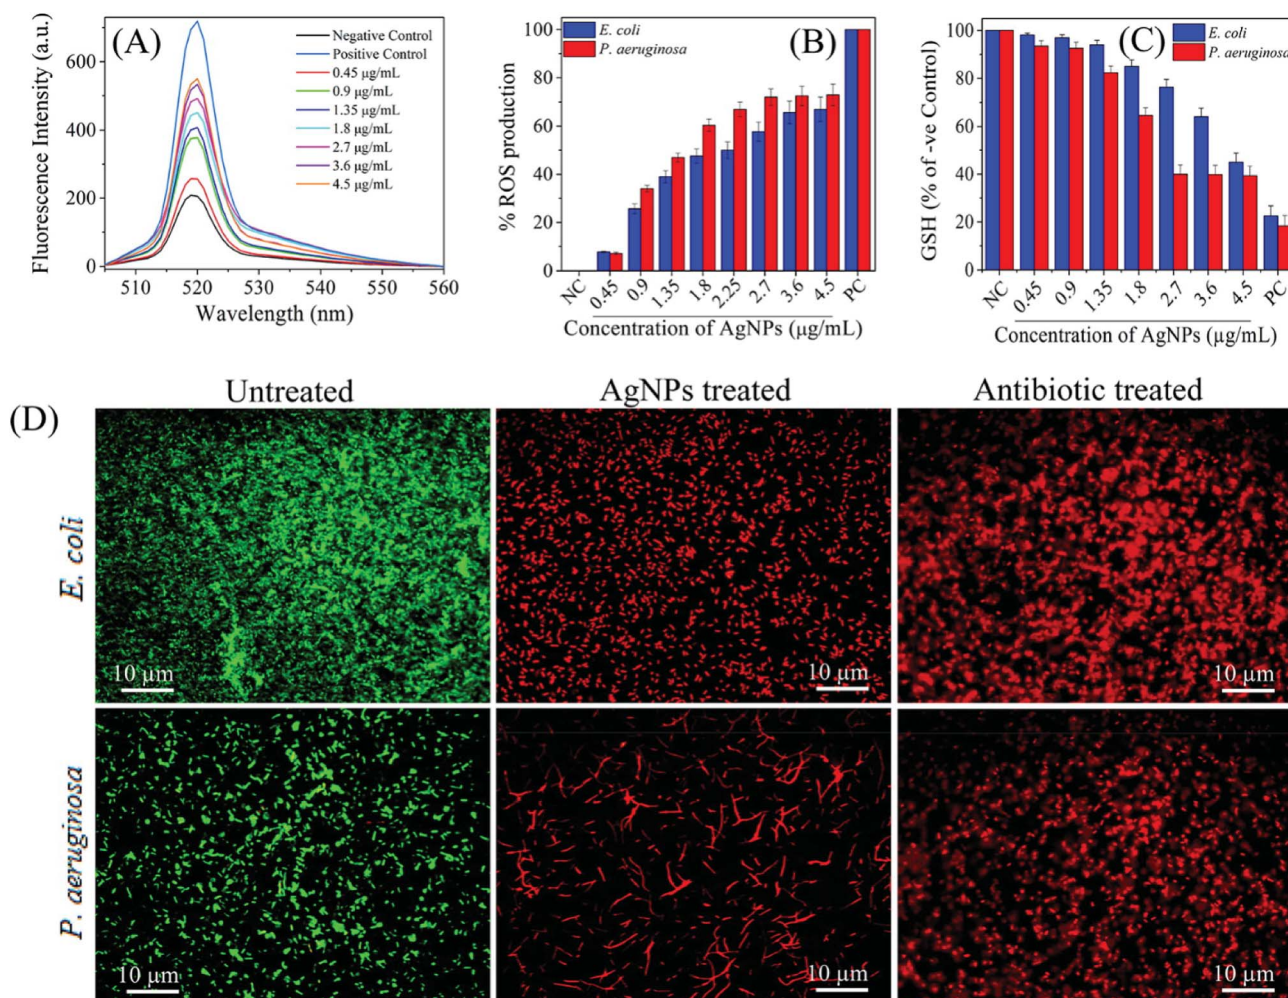 (A)
Fluorescence Intensity (a.u.)
600
400
200
0
510
520
530
540
550
560
Wavelength (nm)
Negative Control
Positive Control
0.45 µg/mL
0.9 µg/mL
1.35 µg/mL
1.8 µg/mL
2.7 µg/mL
3.6 µg/mL
4.5 µg/mL
(B)
% ROS production
100
80
60
40
20
0
E. coli
P. aeruginosa
NC
0.45
0.9
1.35
1.8
2.25
2.7
3.6
4.5
PC
Concentration of AgNPs (µg/mL)
(C)
GSH (% of -ve Control)
100
80
60
40
20
0
E. coli
P. aeruginosa
NC
0.45
0.9
1.35
1.8
2.7
3.6
4.5
PC
Concentration of AgNPs (µg/mL)
(D)
Untreated
AgNPs treated
Antibiotic treated
E. coli
10 µm
10 µm
10 µm
P. aeruginosa
10 µm
10 µm
10 µm